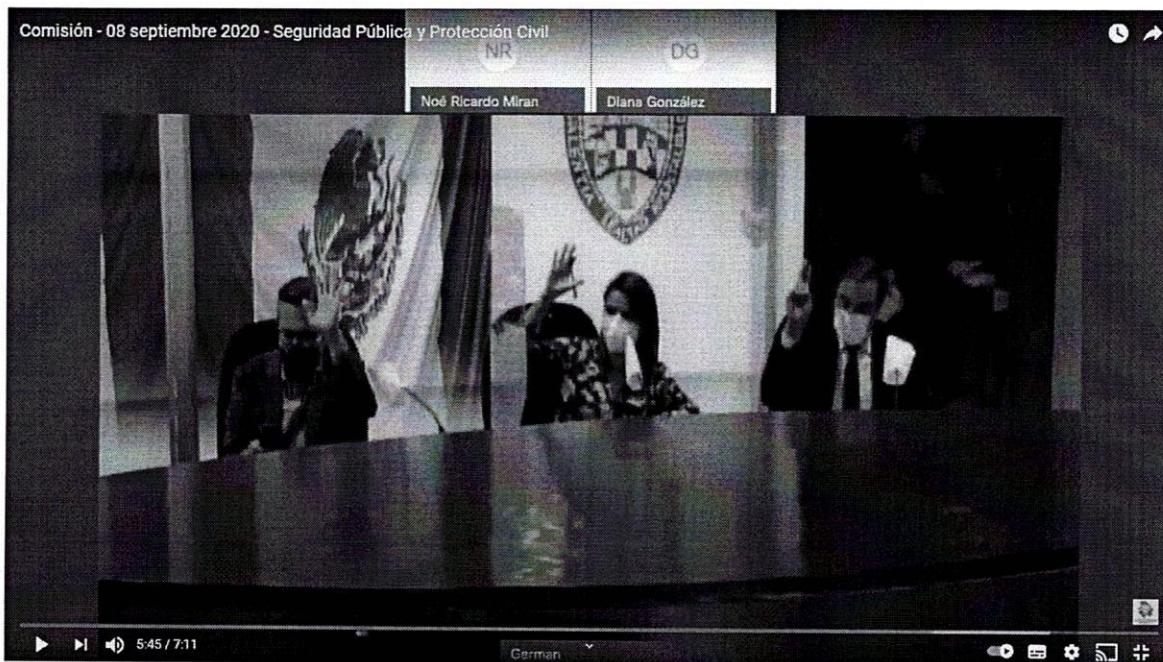 Comisión - 08 septiembre 2020 - Seguridad Pública y Protección Civil
NR
DG
Noé Ricardo Miran
Diana González
5:45 / 7:11
German